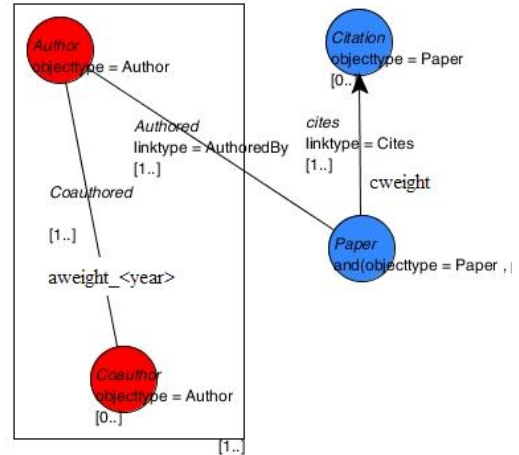 Author
objecttype = Author
Citation
objecttype = Paper
[0..]
Authored
linktype = AuthoredBy
[1..]
cites
linktype = Cites
[1..]
cweight
Coauthored
[1..]
aweight_<year>
Paper
and(objecttype = Paper , p
Coauthor
objecttype = Author
[0..]
[1..]